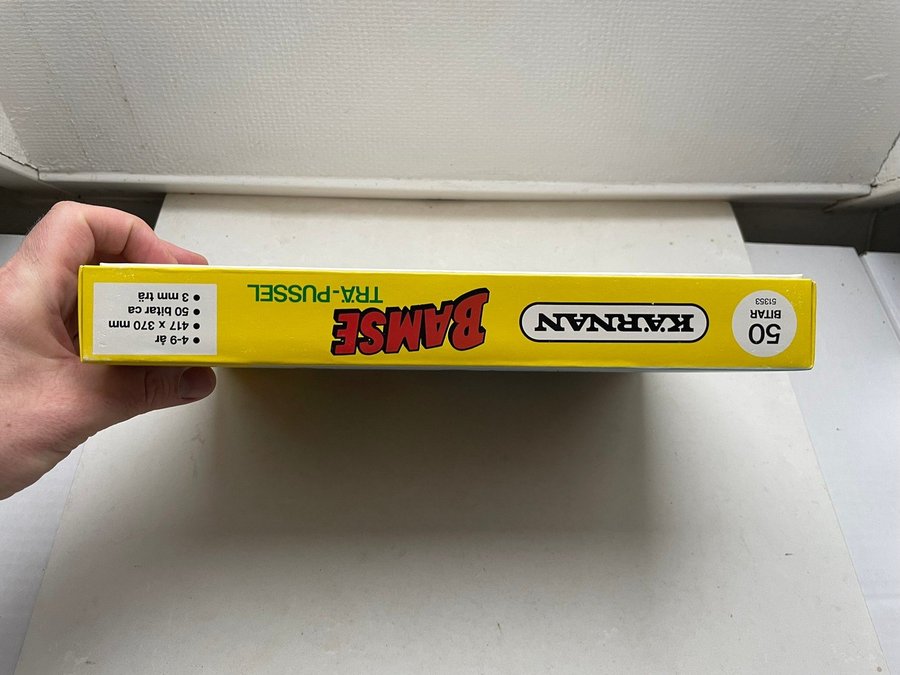 50
BITAR
51353
KÄRNAN
BAMSE
TRÄ-PUSSEL
• 4-9 år
• 417 x 370 mm
• 50 bitar ca
• 3 mm trä